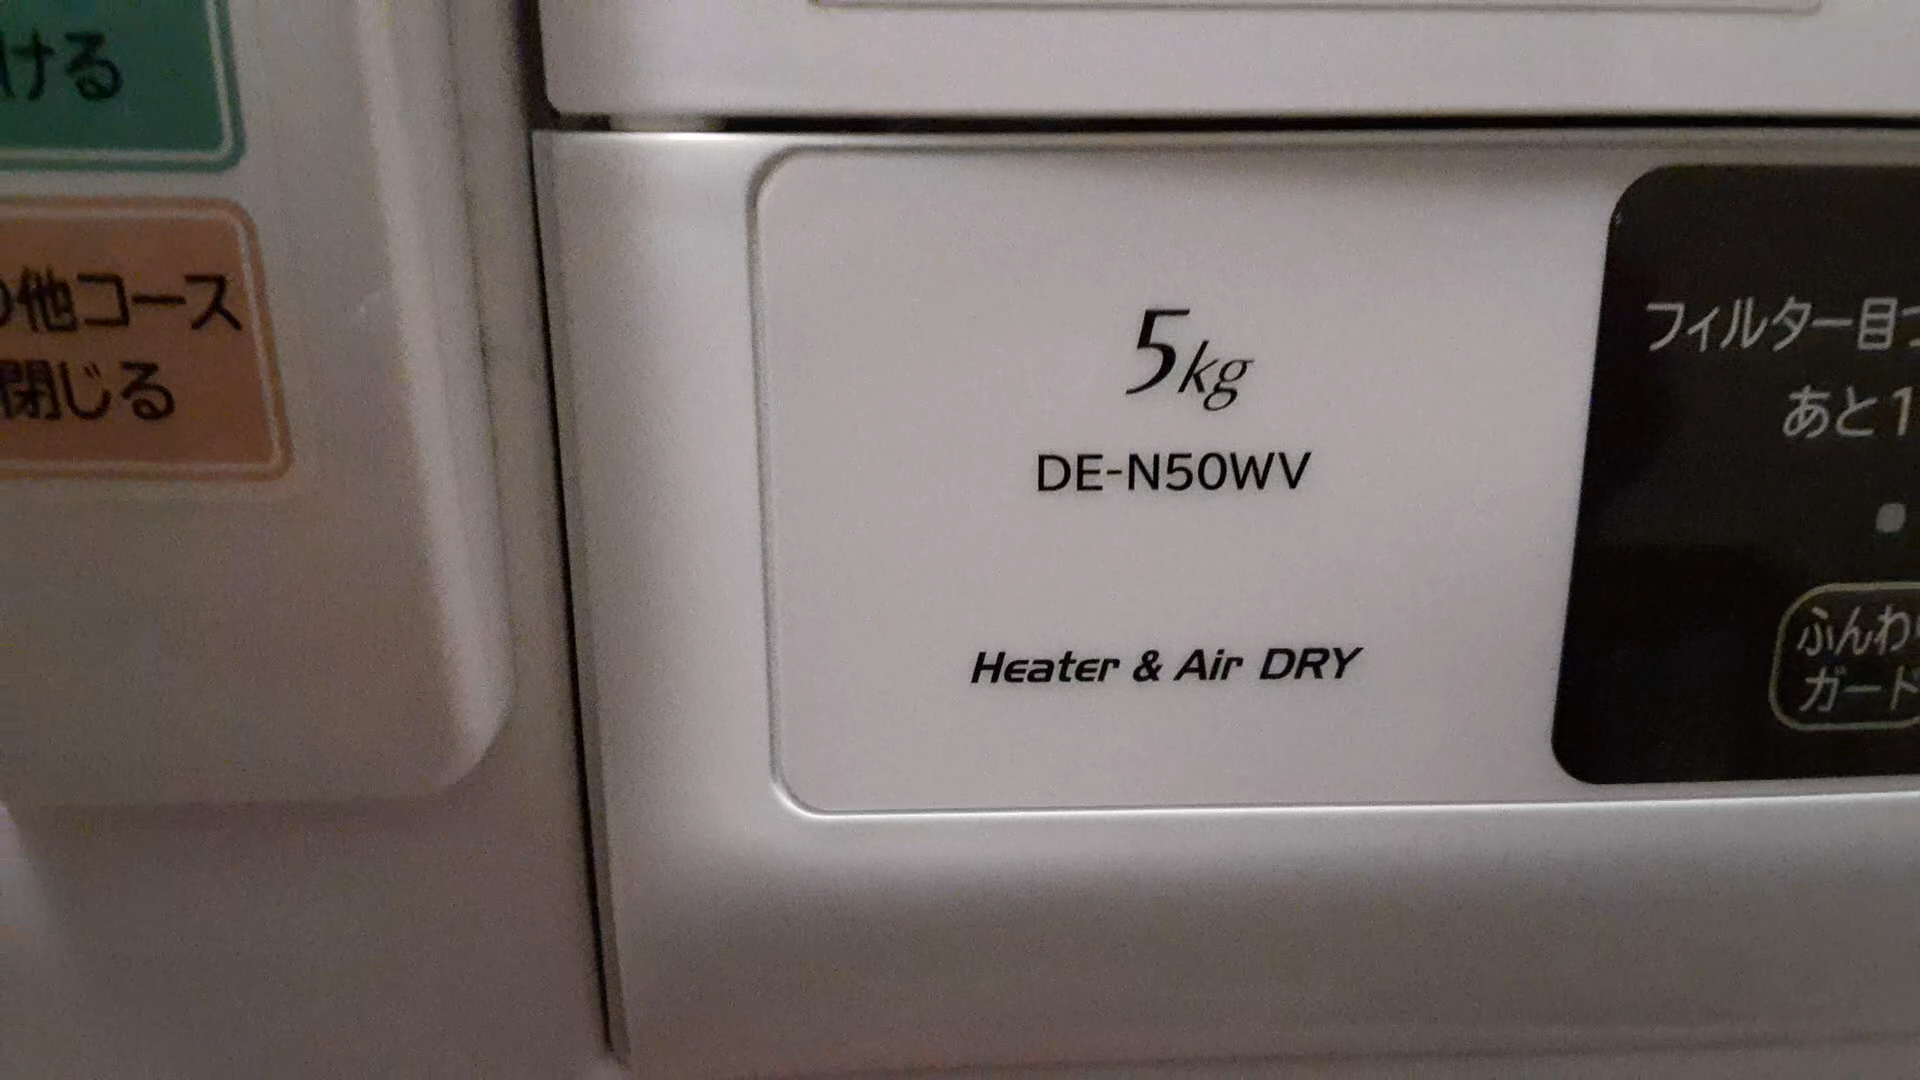 ける
の他コース
閉じる
5kg
DE-N50WV
Heater & Air DRY
フィルター目
あと1
ふんわ
ガード